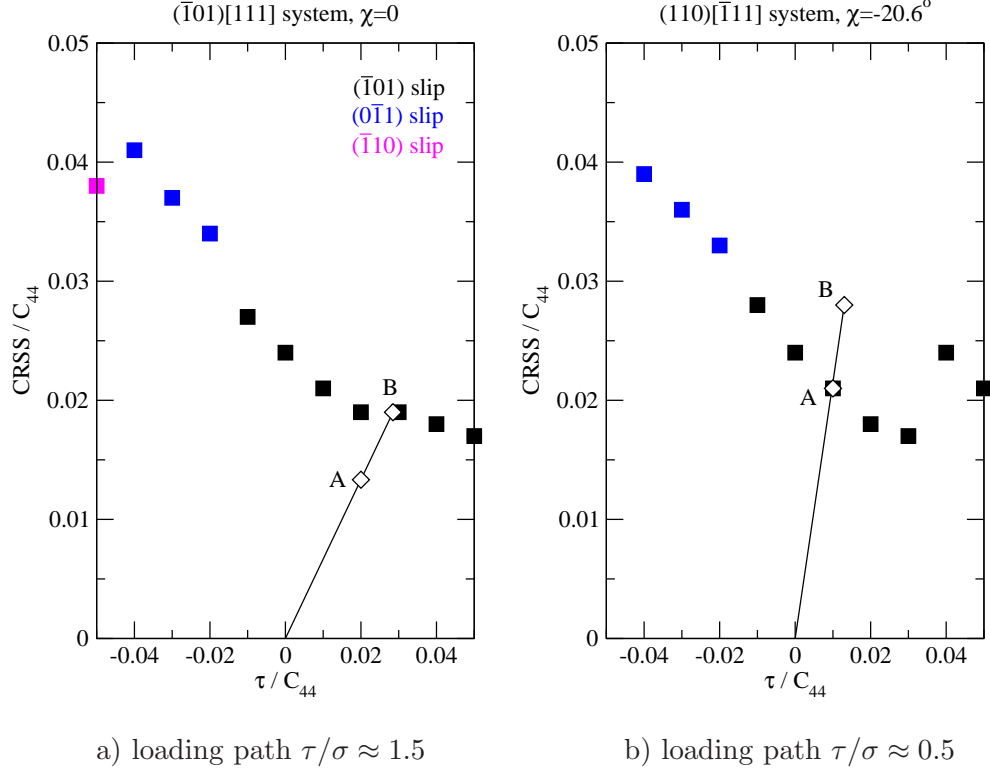 (1̅01)[111] system, χ=0
0.05
0.04
0.03
0.02
0.01
0
CRSS / C₄₄
(1̅01) slip
(01̅1) slip
(1̅10) slip
B
A
-0.04 -0.02 0 0.02 0.04
τ / C₄₄
a) loading path τ/σ ≈ 1.5
(110)[1̅11] system, χ=-20.6°
0.05
0.04
0.03
0.02
0.01
0
CRSS / C₄₄
B
A
-0.04 -0.02 0 0.02 0.04
τ / C₄₄
b) loading path τ/σ ≈ 0.5